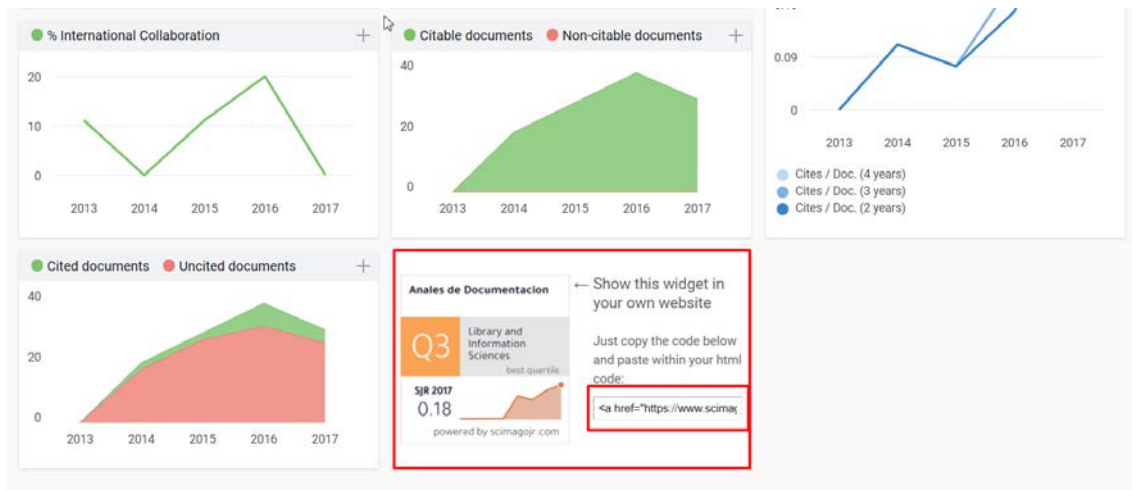 % International Collaboration
20
10
0
2013 2014 2015 2016 2017
Citable documents Non-citable documents
40
20
0
2013 2014 2015 2016 2017
0.09
0
2013 2014 2015 2016 2017
Cites / Doc. (4 years)
Cites / Doc. (3 years)
Cites / Doc. (2 years)
Cited documents Uncited documents
40
20
0
2013 2014 2015 2016 2017
Anales de Documentacion
Q3
Library and
Information
Sciences
best quartile
SJR 2017
0.18
powered by scimagojr.com
← Show this widget in
your own website
Just copy the code below
and paste within your html
code:
<a href="https://www.scimag